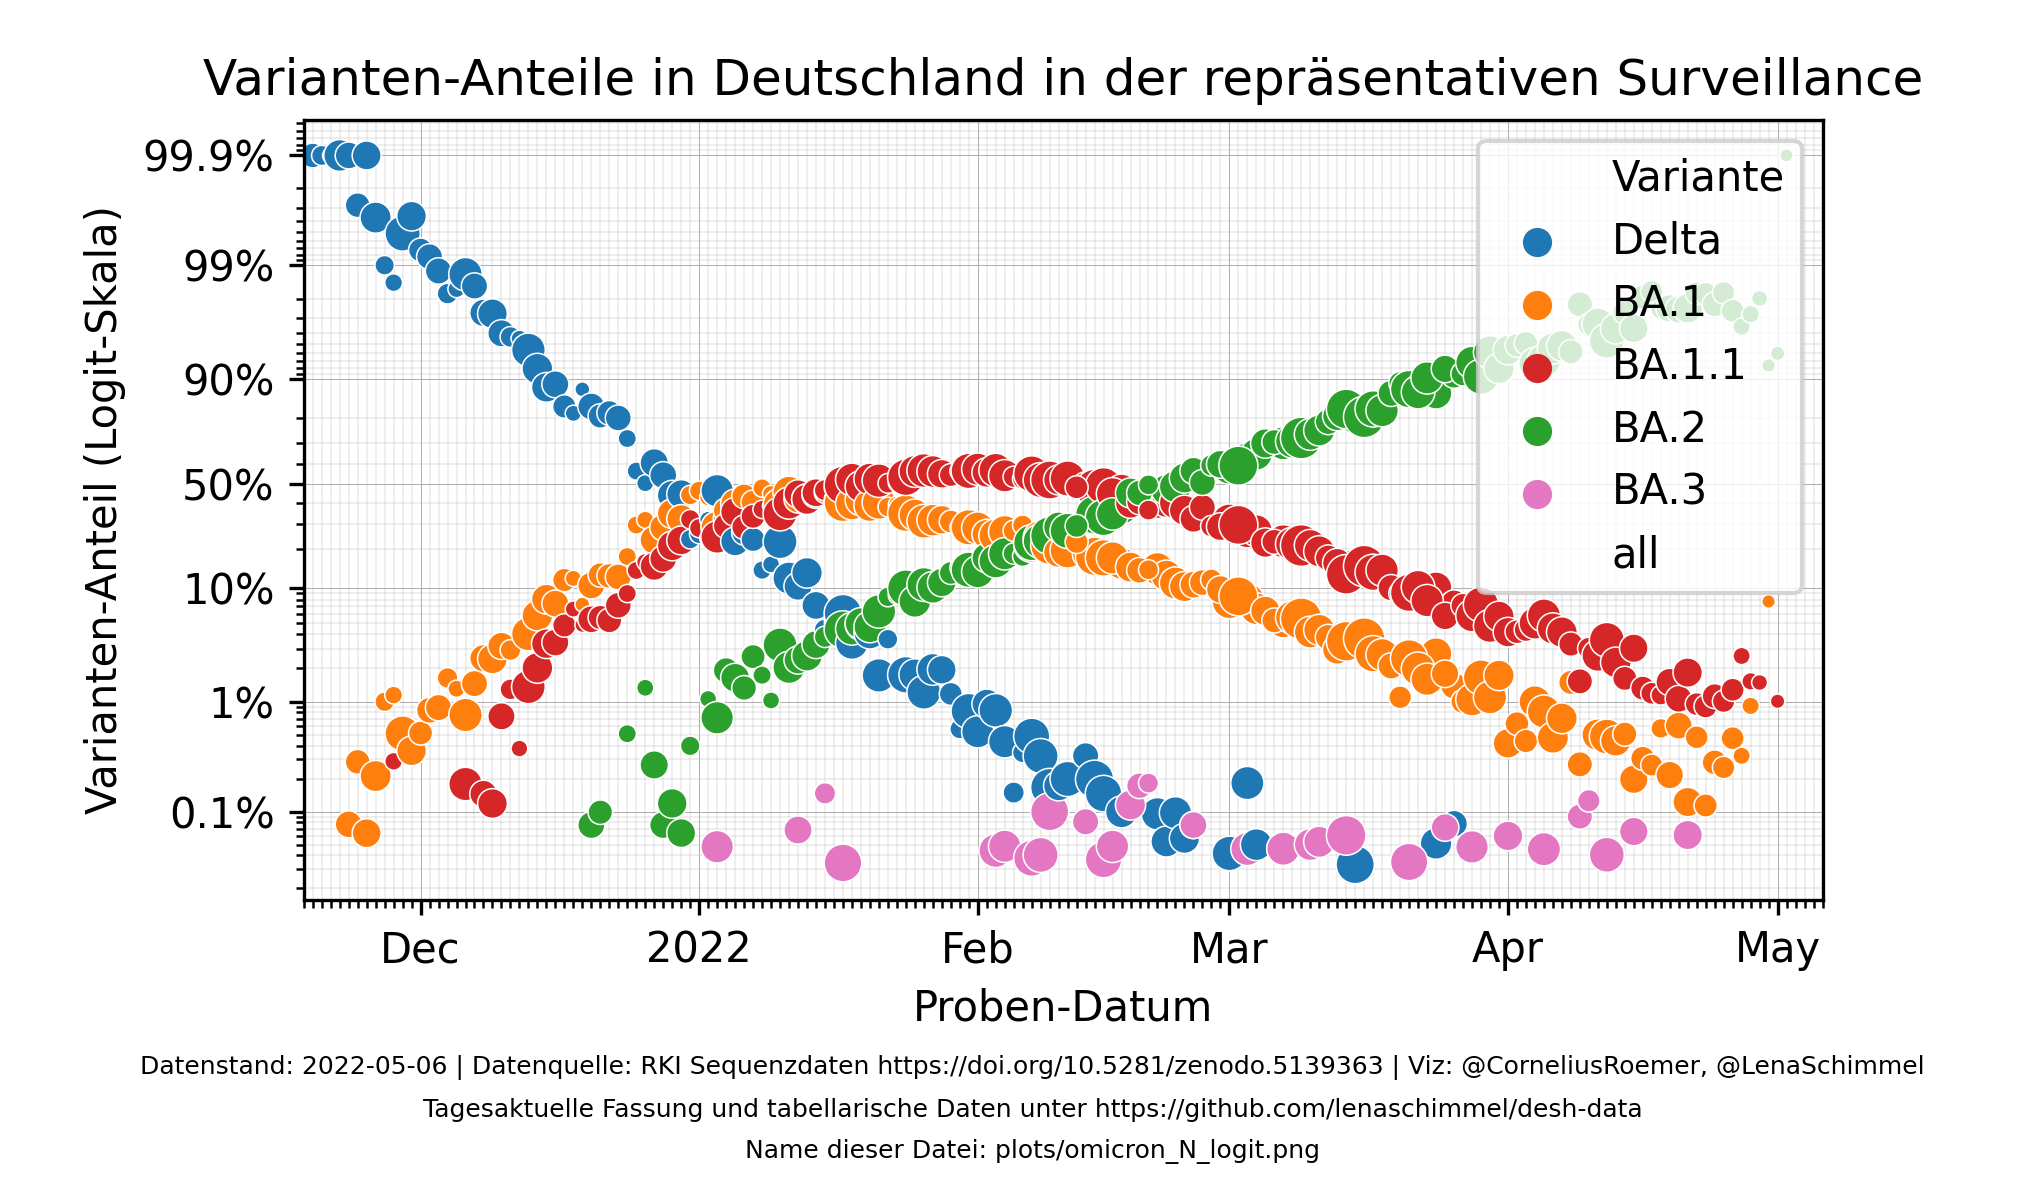 Varianten-Anteile in Deutschland in der repräsentativen Surveillance
Varianten-Anteil (Logit-Skala)
99.9%
99%
90%
50%
10%
1%
0.1%
Variante
Delta
BA.1
BA.1.1
BA.2
BA.3
all
Dec
2022
Feb
Mar
Apr
May
Proben-Datum
Datenstand: 2022-05-06 | Datenquelle: RKI Sequenzdaten https://doi.org/10.5281/zenodo.5139363 | Viz: @CorneliusRoemer, @LenaSchimmel
Tagesaktuelle Fassung und tabellarische Daten unter https://github.com/lenaschimmel/desh-data
Name dieser Datei: plots/omicron_N_logit.png